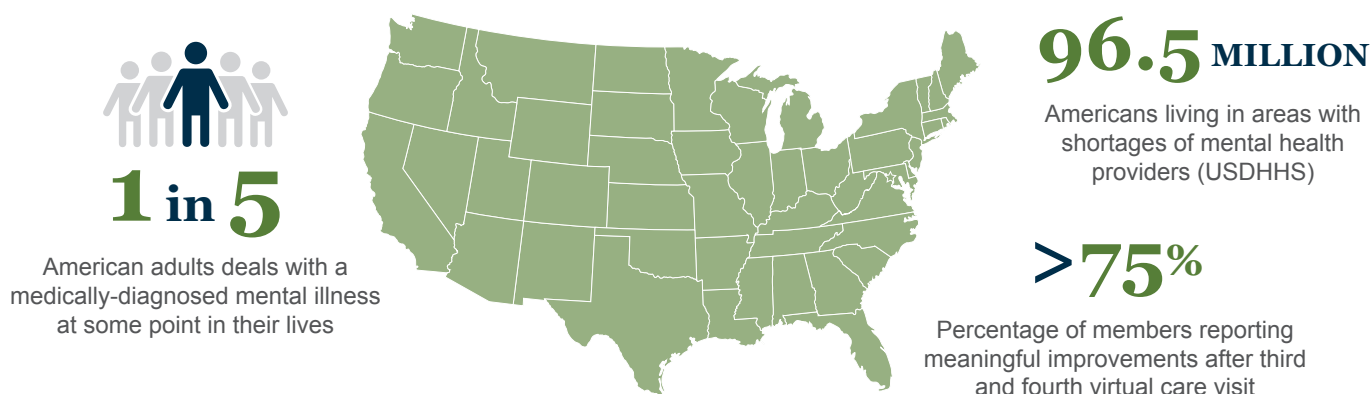 1 in 5
American adults deals with a
medically-diagnosed mental illness
at some point in their lives
96.5 MILLION
Americans living in areas with
shortages of mental health
providers (USDHHS)
>75%
Percentage of members reporting
meaningful improvements after third
and fourth virtual care visit